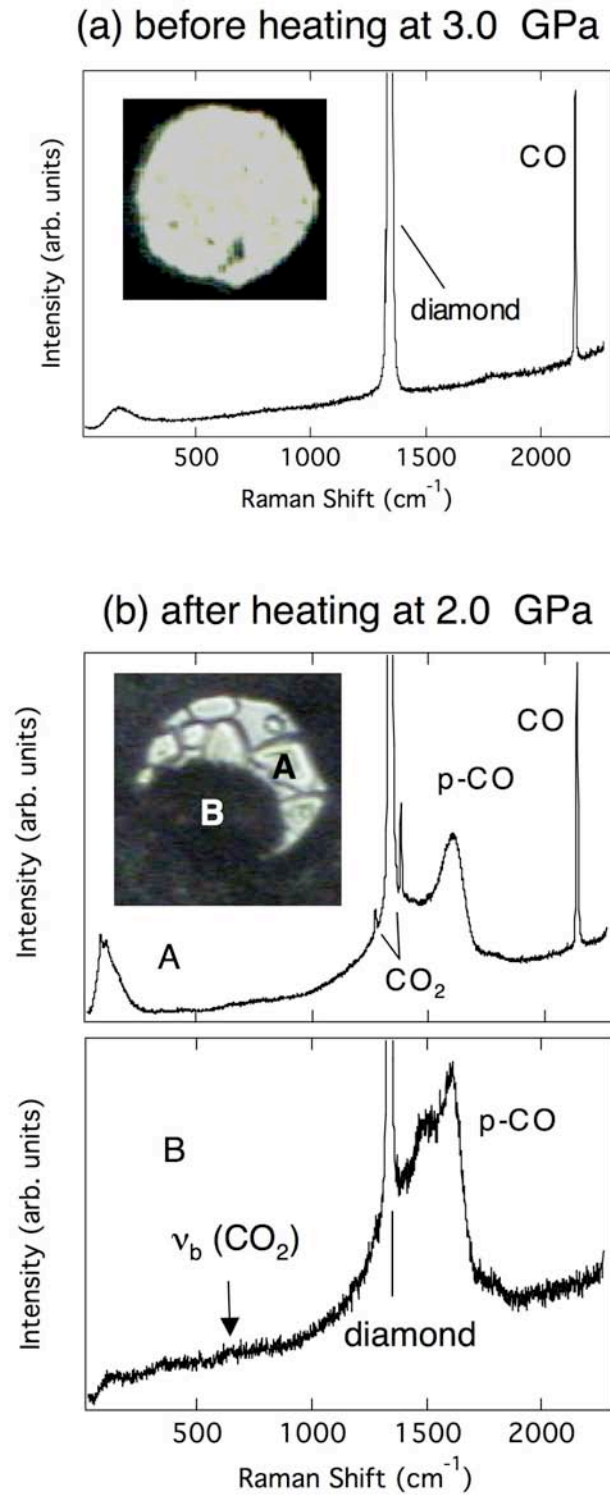 (a) before heating at 3.0 GPa
CO
diamond
Intensity (arb. units)
500 1000 1500 2000
Raman Shift (cm⁻¹)
(b) after heating at 2.0 GPa
CO
p-CO
A
B
A
CO₂
Intensity (arb. units)
B
p-CO
νb (CO₂)
diamond
Intensity (arb. units)
500 1000 1500 2000
Raman Shift (cm⁻¹)